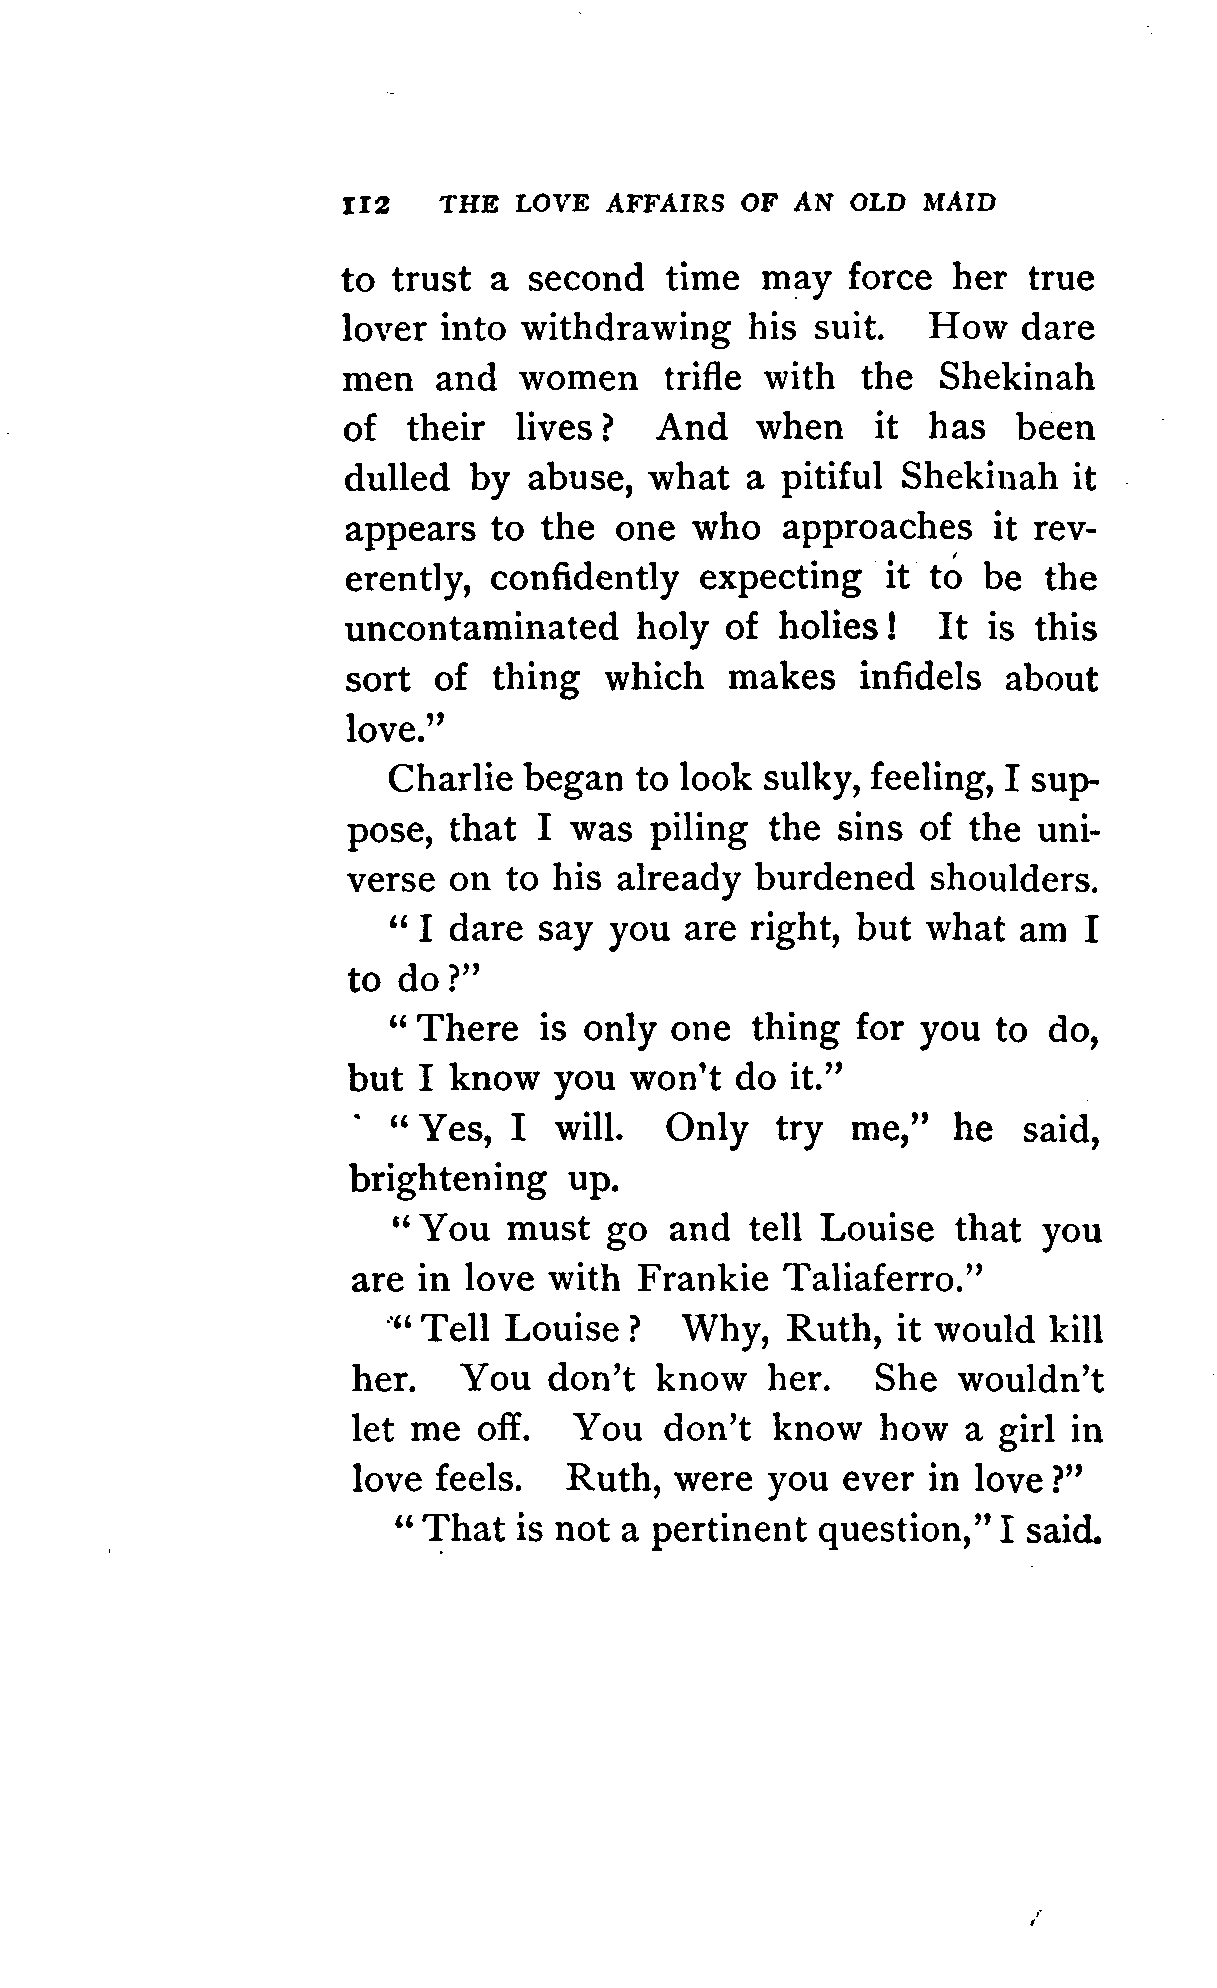 112 THE LOVE AFFAIRS OF AN OLD MAID
to trust a second time may force her true
lover into withdrawing his suit. How dare
men and women trifle with the Shekinah
of their lives? And when it has been
dulled by abuse, what a pitiful Shekinah it
appears to the one who approaches it rev-
erently, confidently expecting it to be the
uncontaminated holy of holies! It is this
sort of thing which makes infidels about
love."
Charlie began to look sulky, feeling, I sup-
pose, that I was piling the sins of the uni-
verse on to his already burdened shoulders.
"I dare say you are right, but what am I
to do?"
"There is only one thing for you to do,
but I know you won't do it."
"Yes, I will. Only try me," he said,
brightening up.
"You must go and tell Louise that you
are in love with Frankie Taliaferro."
"Tell Louise? Why, Ruth, it would kill
her. You don't know her. She wouldn't
let me off. You don't know how a girl in
love feels. Ruth, were you ever in love?"
"That is not a pertinent question," I said.